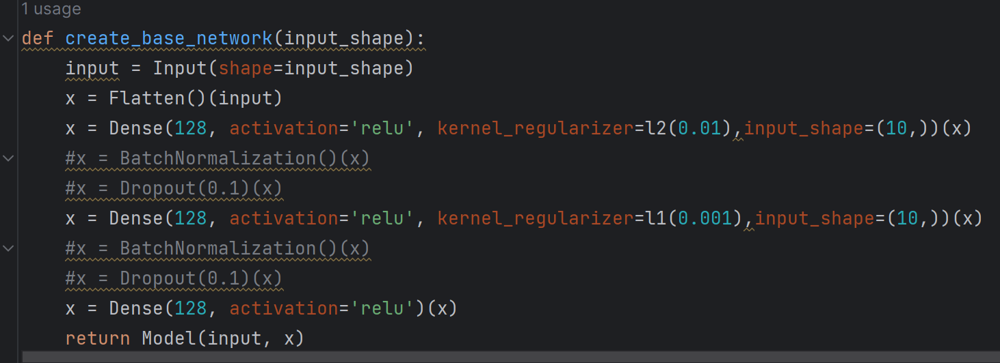 1 usage
def create_base_network(input_shape):
    input = Input(shape=input_shape)
    x = Flatten()(input)
    x = Dense(128, activation='relu', kernel_regularizer=l2(0.01),input_shape=(10,))(x)
    #x = BatchNormalization()(x)
    #x = Dropout(0.1)(x)
    x = Dense(128, activation='relu', kernel_regularizer=l1(0.001),input_shape=(10,))(x)
    #x = BatchNormalization()(x)
    #x = Dropout(0.1)(x)
    x = Dense(128, activation='relu')(x)
    return Model(input, x)